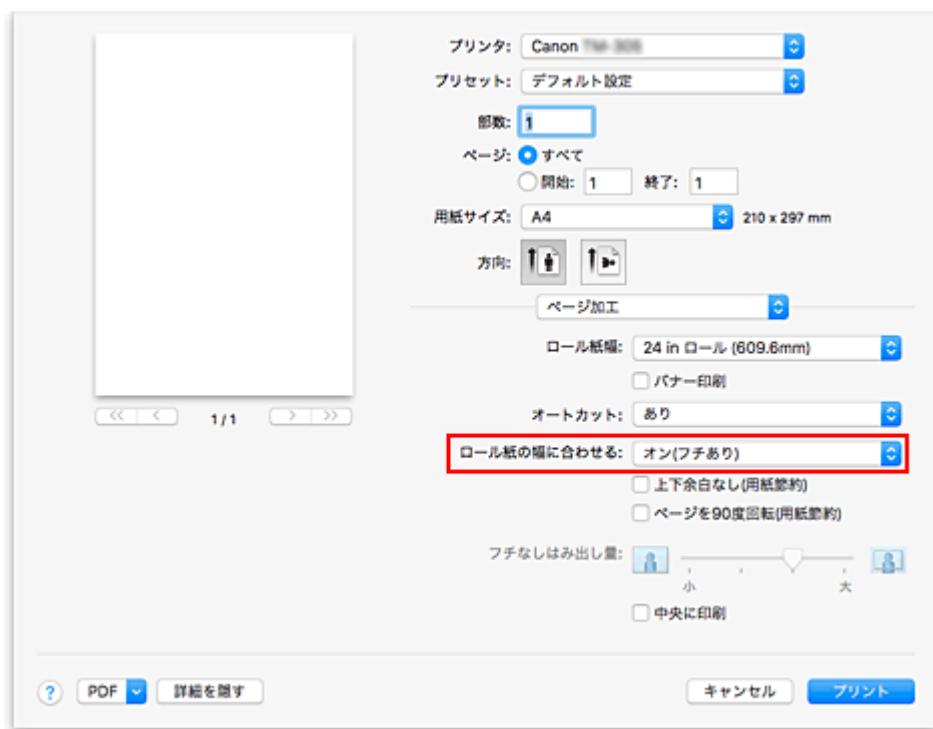 プリンタ: Canon
プリセット: デフォルト設定
部数: 1
ページ: すべて
開始: 1 終了: 1
用紙サイズ: A4 210 x 297 mm
方向:
ページ加工
ロール紙幅: 24 in ロール (609.6mm)
バナー印刷
<< < 1/1 > >>
オートカット: あり
ロール紙の幅に合わせる: オン(フチあり)
上下余白なし(用紙節約)
ページを90度回転(用紙節約)
フチなしはみ出し量:
小 大
中央に印刷
? PDF 詳細を隠す キャンセル プリント